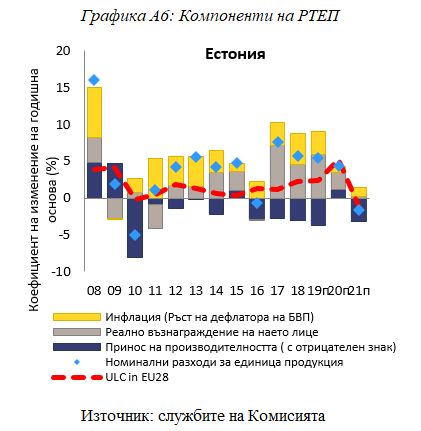 Графика А6: Компоненти на РТЕП
Естония
Коефициент на изменение на годишна
основа (%)
20
15
10
5
0
-5
-10
08 09 10 11 12 13 14 15 16 17 18 19п 20п 21п
Инфлация (Ръст на дефлатора на БВП)
Реално възнаграждение на наето лице
Принос на производителността ( с отрицателен знак)
Номинални разходи за единица продукция
ULC in EU28
Източник: службите на Комисията